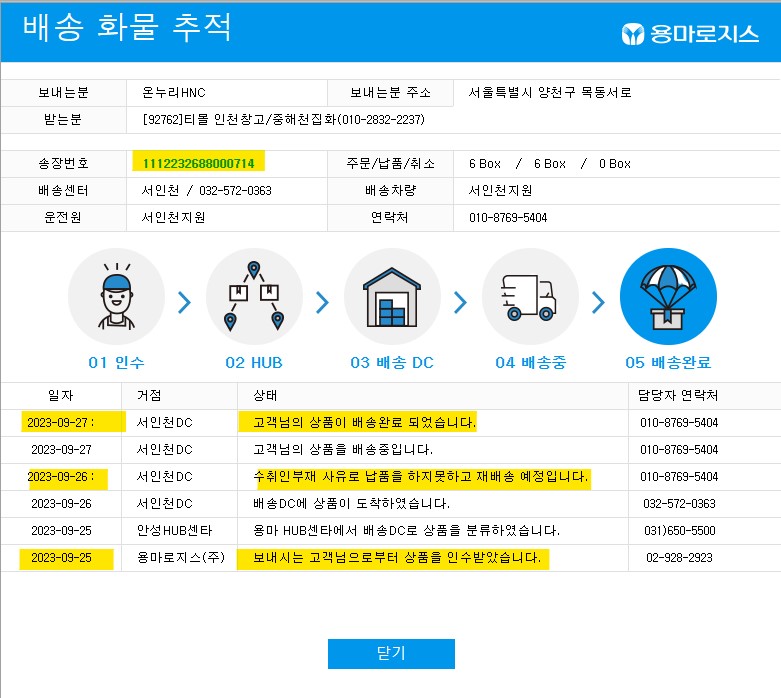 배송 화물 추적
용마로지스
보내는분 온누리HNC 보내는분 주소 서울특별시 양천구 목동서로
받는분 [92762]티몰 인천창고/중해천집화(010-2832-2237)
송장번호 1112232688000714 주문/납품/취소 6 Box / 6 Box / 0 Box
배송센터 서인천 / 032-572-0363 배송차량 서인천지원
운전원 서인천지원 연락처 010-8769-5404
01 인수 02 HUB 03 배송 DC 04 배송중 05 배송완료
일자 거점 상태 담당자 연락처
2023-09-27 : 서인천DC 고객님의 상품이 배송완료 되었습니다. 010-8769-5404
2023-09-27 서인천DC 고객님의 상품을 배송중입니다. 010-8769-5404
2023-09-26 : 서인천DC 수취인부재 사유로 납품을 하지못하고 재배송 예정입니다. 010-8769-5404
2023-09-26 서인천DC 배송DC에 상품이 도착하였습니다. 032-572-0363
2023-09-25 안성HUB센타 용마 HUB센타에서 배송DC로 상품을 분류하였습니다. 031)650-5500
2023-09-25 용마로지스(주) 보내시는 고객님으로부터 상품을 인수받았습니다. 02-928-2923
닫기